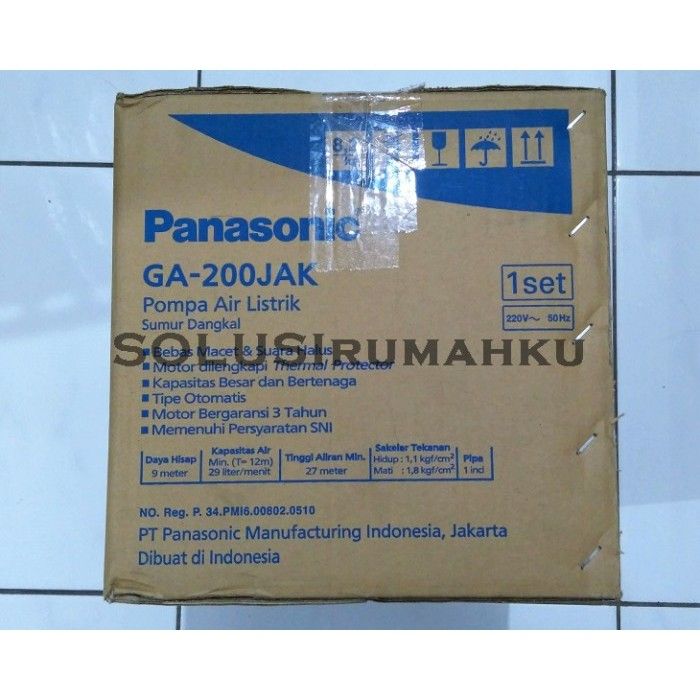 Panasonic
GA-200JAK
Pompa Air Listrik
Sumur Dangkal
1set
220V~ 50Hz
SOLUSIRUMAHKU
Bebas Macet & Suara Halus
Motor dilengkapi Thermal Protector
Kapasitas Besar dan Bertenaga
Tipe Otomatis
Motor Bergaransi 3 Tahun
Memenuhi Persyaratan SNI
Daya Hisap
9 meter
Kapasitas Air
Min. (T= 12m)
29 liter/menit
Tinggi Aliran Min.
27 meter
Sakelar Tekanan
Hidup : 1,1 kgf/cm²
Mati : 1,8 kgf/cm²
Pipa
1 inci
NO. Reg. P. 34.PMI6.00802.0510
PT Panasonic Manufacturing Indonesia, Jakarta
Dibuat di Indonesia